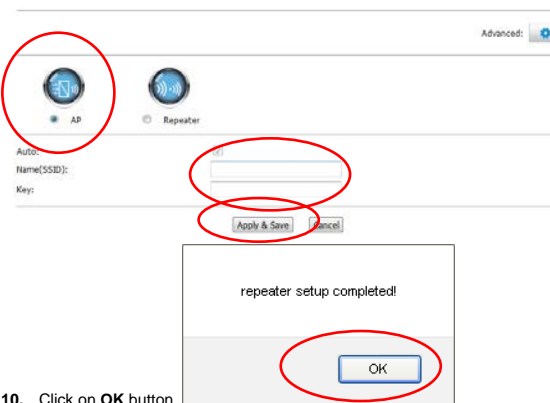 Advanced:
AP Repeater
Auto:
Name(SSID):
Key:
Apply & Save Cancel
repeater setup completed!
OK
10. Click on OK button